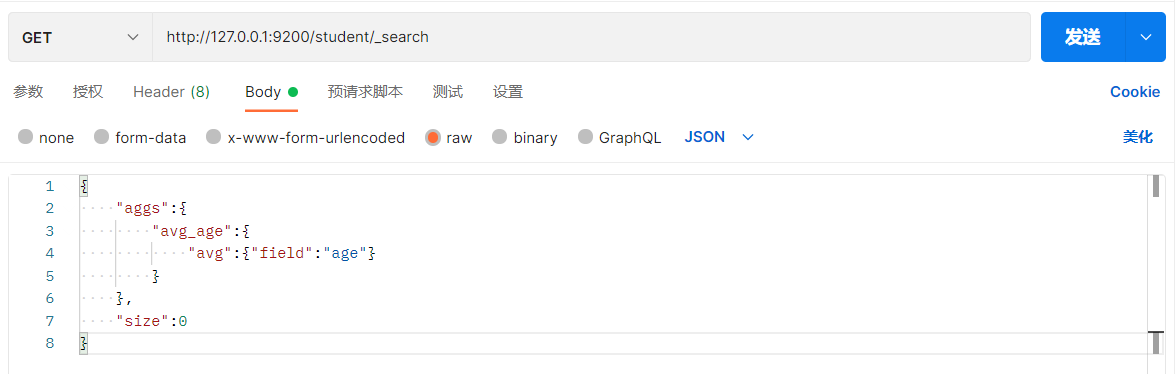 GET http://127.0.0.1:9200/student/_search 发送
参数 授权 Header (8) Body 预请求脚本 测试 设置 Cookie
none form-data x-www-form-urlencoded raw binary GraphQL JSON 美化
1 {
2 "aggs":{
3 "avg_age":{
4 "avg":{"field":"age"}
5 }
6 },
7 "size":0
8 }